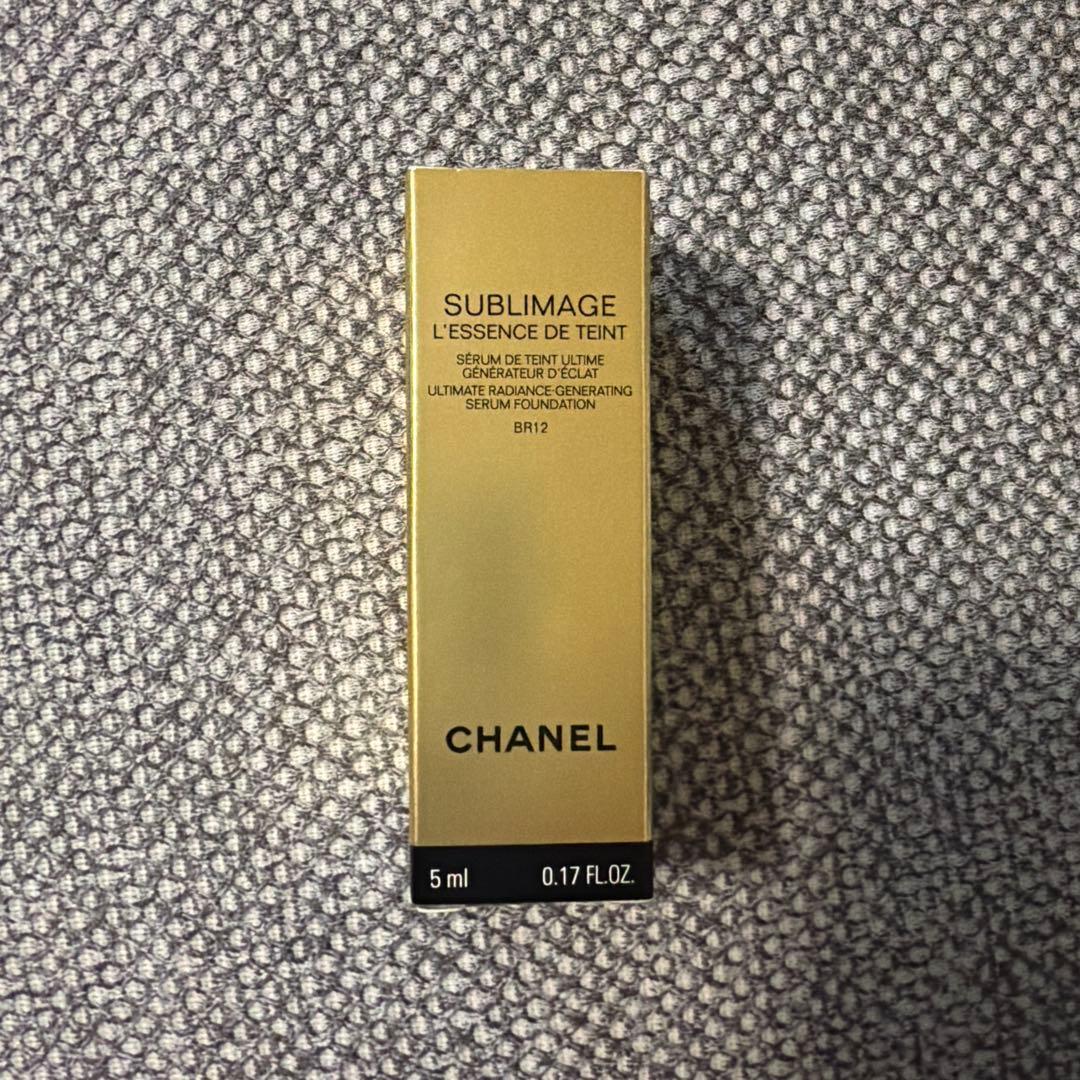 SUBLIMAGE
L'ESSENCE DE TEINT
SÉRUM DE TEINT ULTIME
GÉNÉRATEUR D'ÉCLAT
ULTIMATE RADIANCE-GENERATING
SERUM FOUNDATION
BR12
CHANEL
5 ml 0.17 FL.OZ.